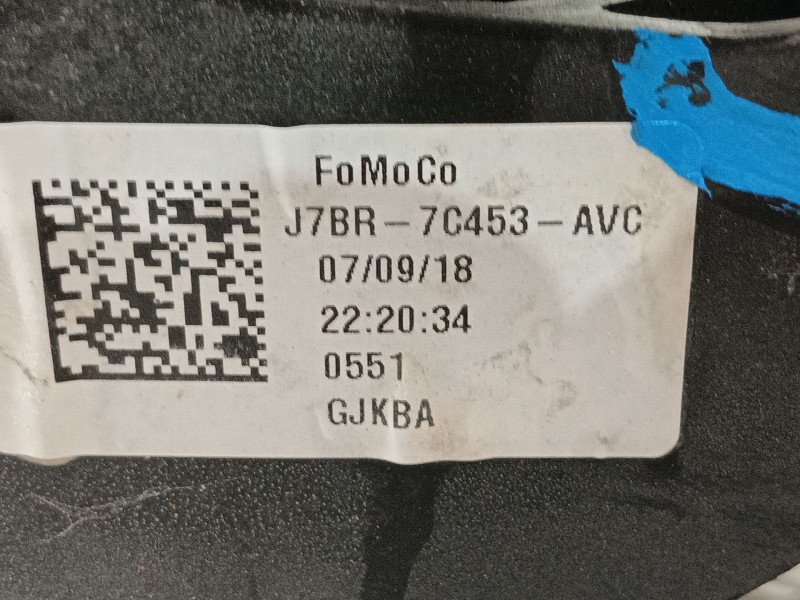 FoMoCo
J7BR-7C453-AVC
07/09/18
22:20:34
0551
GJKBA